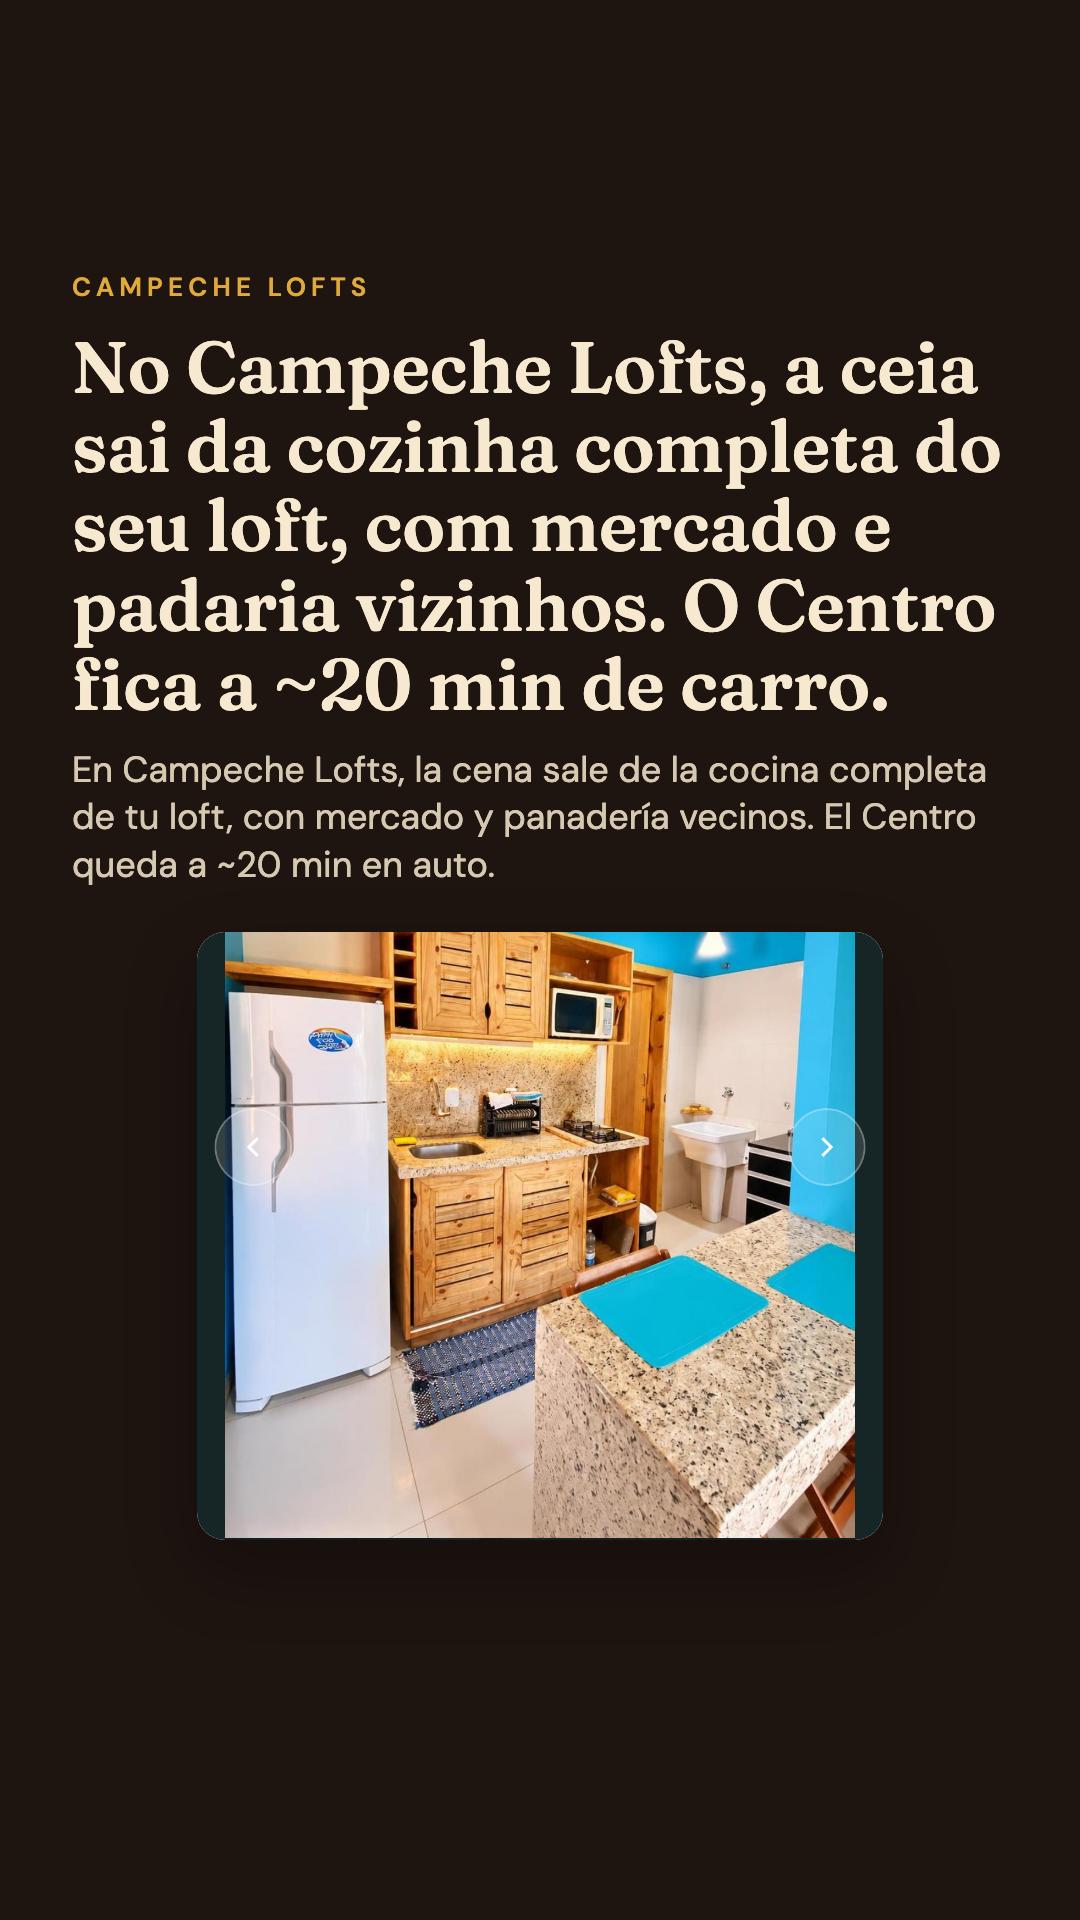 CAMPECHE LOFTS
No Campeche Lofts, a ceia
sai da cozinha completa do
seu loft, com mercado e
padaria vizinhos. O Centro
fica a ~20 min de carro.
En Campeche Lofts, la cena sale de la cocina completa
de tu loft, con mercado y panadería vecinos. El Centro
queda a ~20 min en auto.